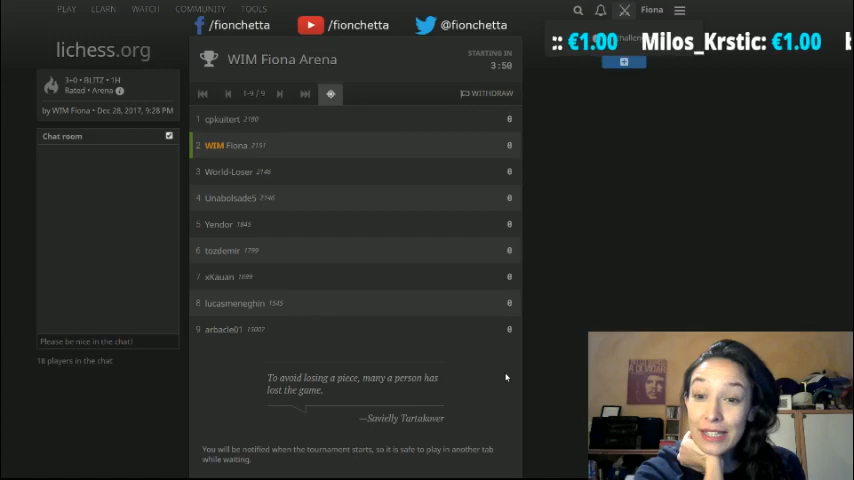 PLAY LEARN WATCH COMMUNITY TOOLS
Fiona
/fionchetta /fionchetta @fionchetta
lichess.org
€1.00 Milos_Krstic: €1.00
3+0 • BLITZ • 1H
Rated • Arena
by WIM Fiona • Dec 28, 2017, 9:28 PM
WIM Fiona Arena
STARTING IN
3:50
1-9 / 9
WITHDRAW
Chat room
1 cpkuitert 2190 0
2 WIM Fiona 2151 0
3 World-Loser 2148 0
4 Unabolsade5 2146 0
5 Yendor 1845 0
6 tozdemir 1799 0
7 xKauan 1699 0
8 lucasmeneghin 1545 0
9 arbacle01 1500? 0
Please be nice in the chat!
18 players in the chat
To avoid losing a piece, many a person has
lost the game.
—Savielly Tartakover
You will be notified when the tournament starts, so it is safe to play in another tab
while waiting.